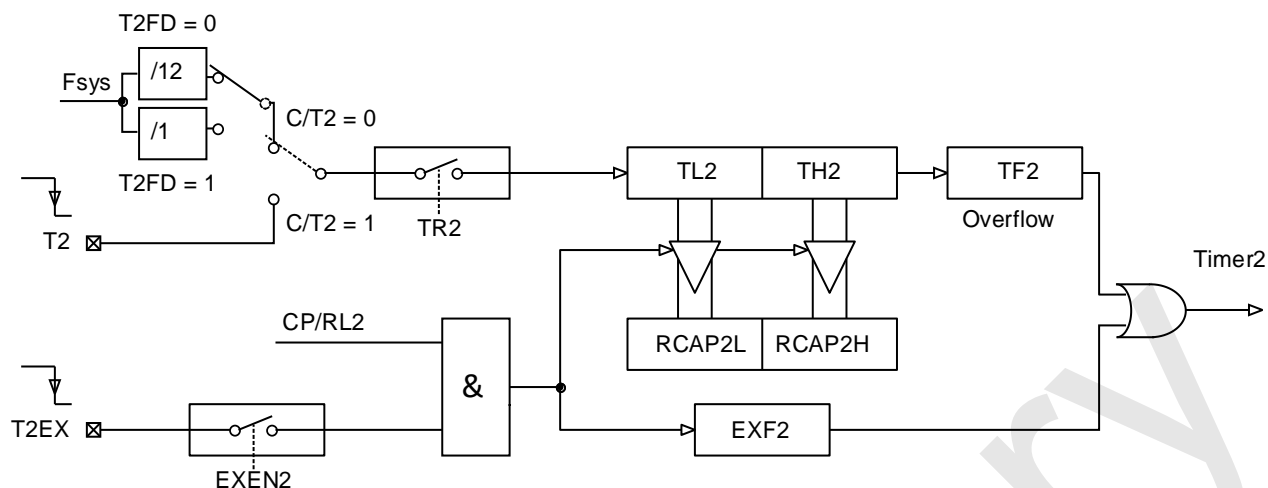 T2FD = 0
/12
Fsys
C/T2 = 0
/1
T2FD = 1
TL2
TH2
TF2
C/T2 = 1
TR2
Overflow
T2
Timer2
CP/RL2
RCAP2L
RCAP2H
&
T2EX
EXF2
EXEN2
ry